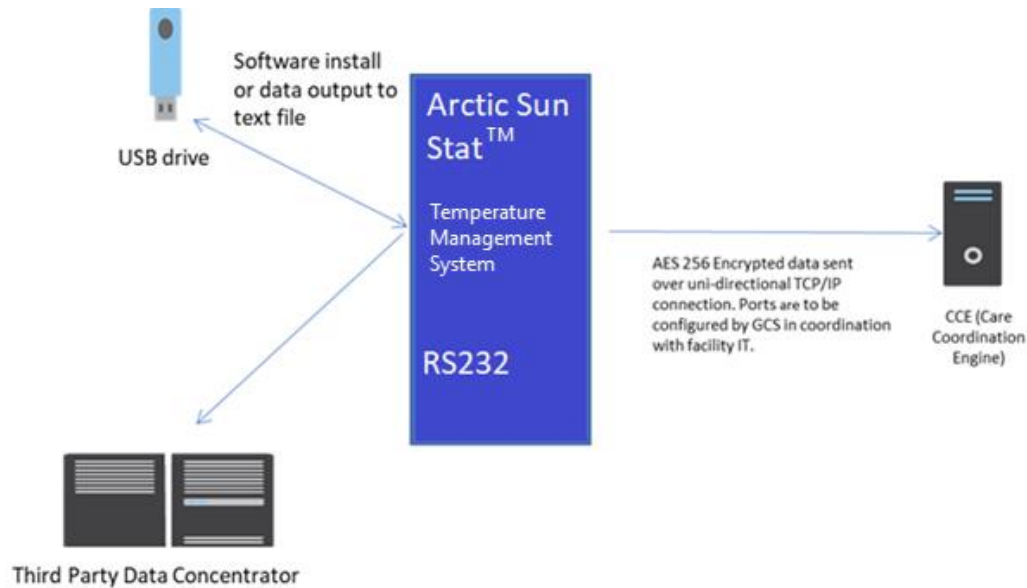 Software install
or data output to
text file
USB drive
Arctic Sun
Stat™
Temperature
Management
System
RS232
AES 256 Encrypted data sent
over uni-directional TCP/IP
connection. Ports are to be
configured by GCS in coordination
with facility IT.
CCE (Care
Coordination
Engine)
Third Party Data Concentrator